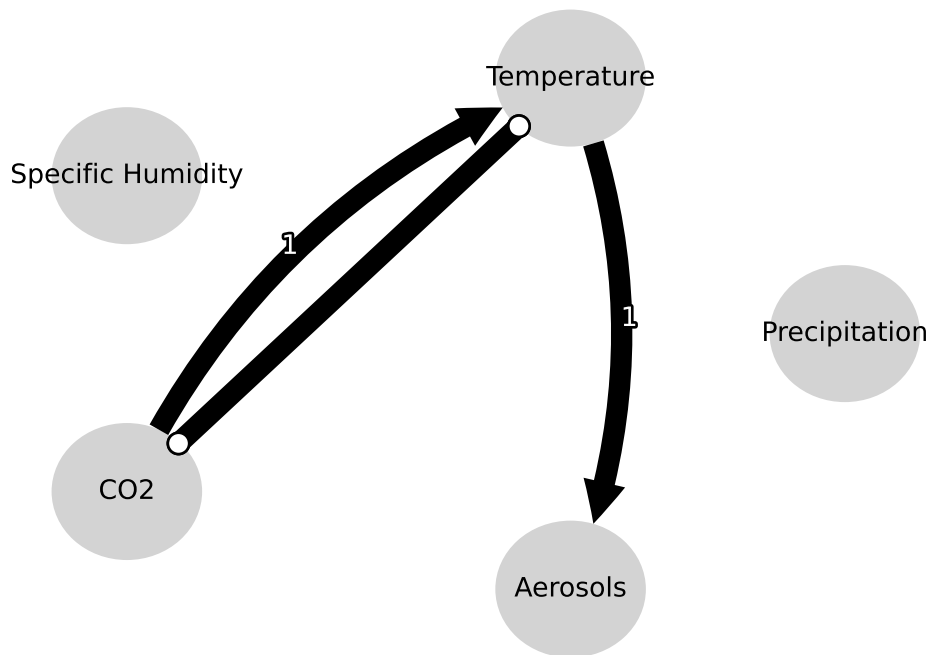 Temperature
Specific Humidity
1
1
Precipitation
CO2
Aerosols